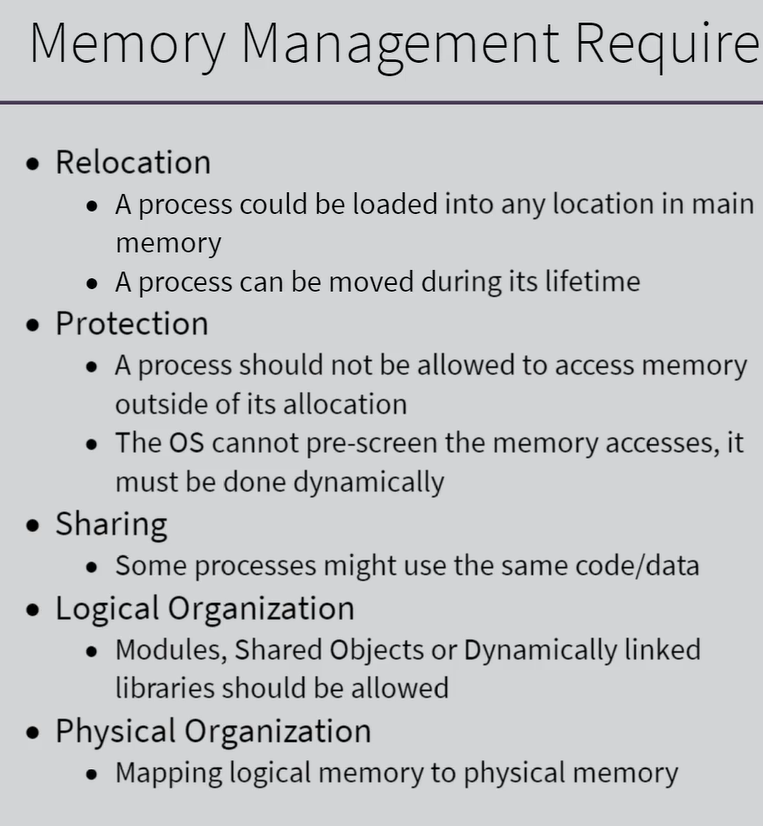 Memory Management Require
• Relocation
• A process could be loaded into any location in main
memory
• A process can be moved during its lifetime
• Protection
• A process should not be allowed to access memory
outside of its allocation
• The OS cannot pre-screen the memory accesses, it
must be done dynamically
• Sharing
• Some processes might use the same code/data
• Logical Organization
• Modules, Shared Objects or Dynamically linked
libraries should be allowed
• Physical Organization
• Mapping logical memory to physical memory